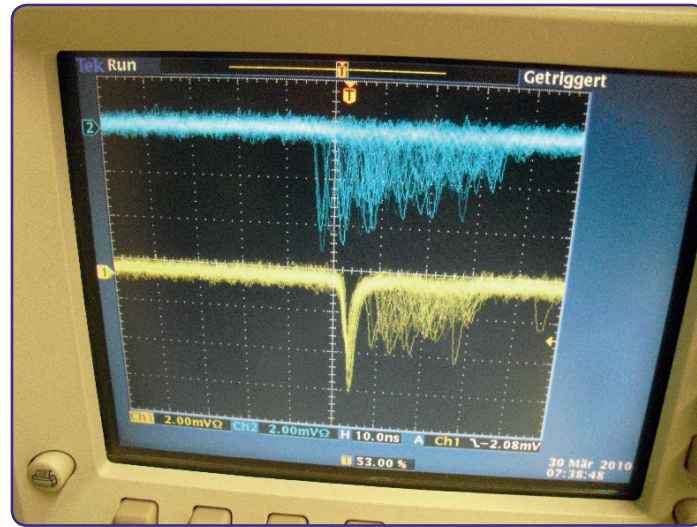 Tek Run
T
Getriggert
T
2
1
Ch1 2.00mVΩ Ch2 2.00mVΩ H 10.0ns A Ch1 ꓶ -2.08mV
T 53.00 %
30 Mär 2010
07:38:48